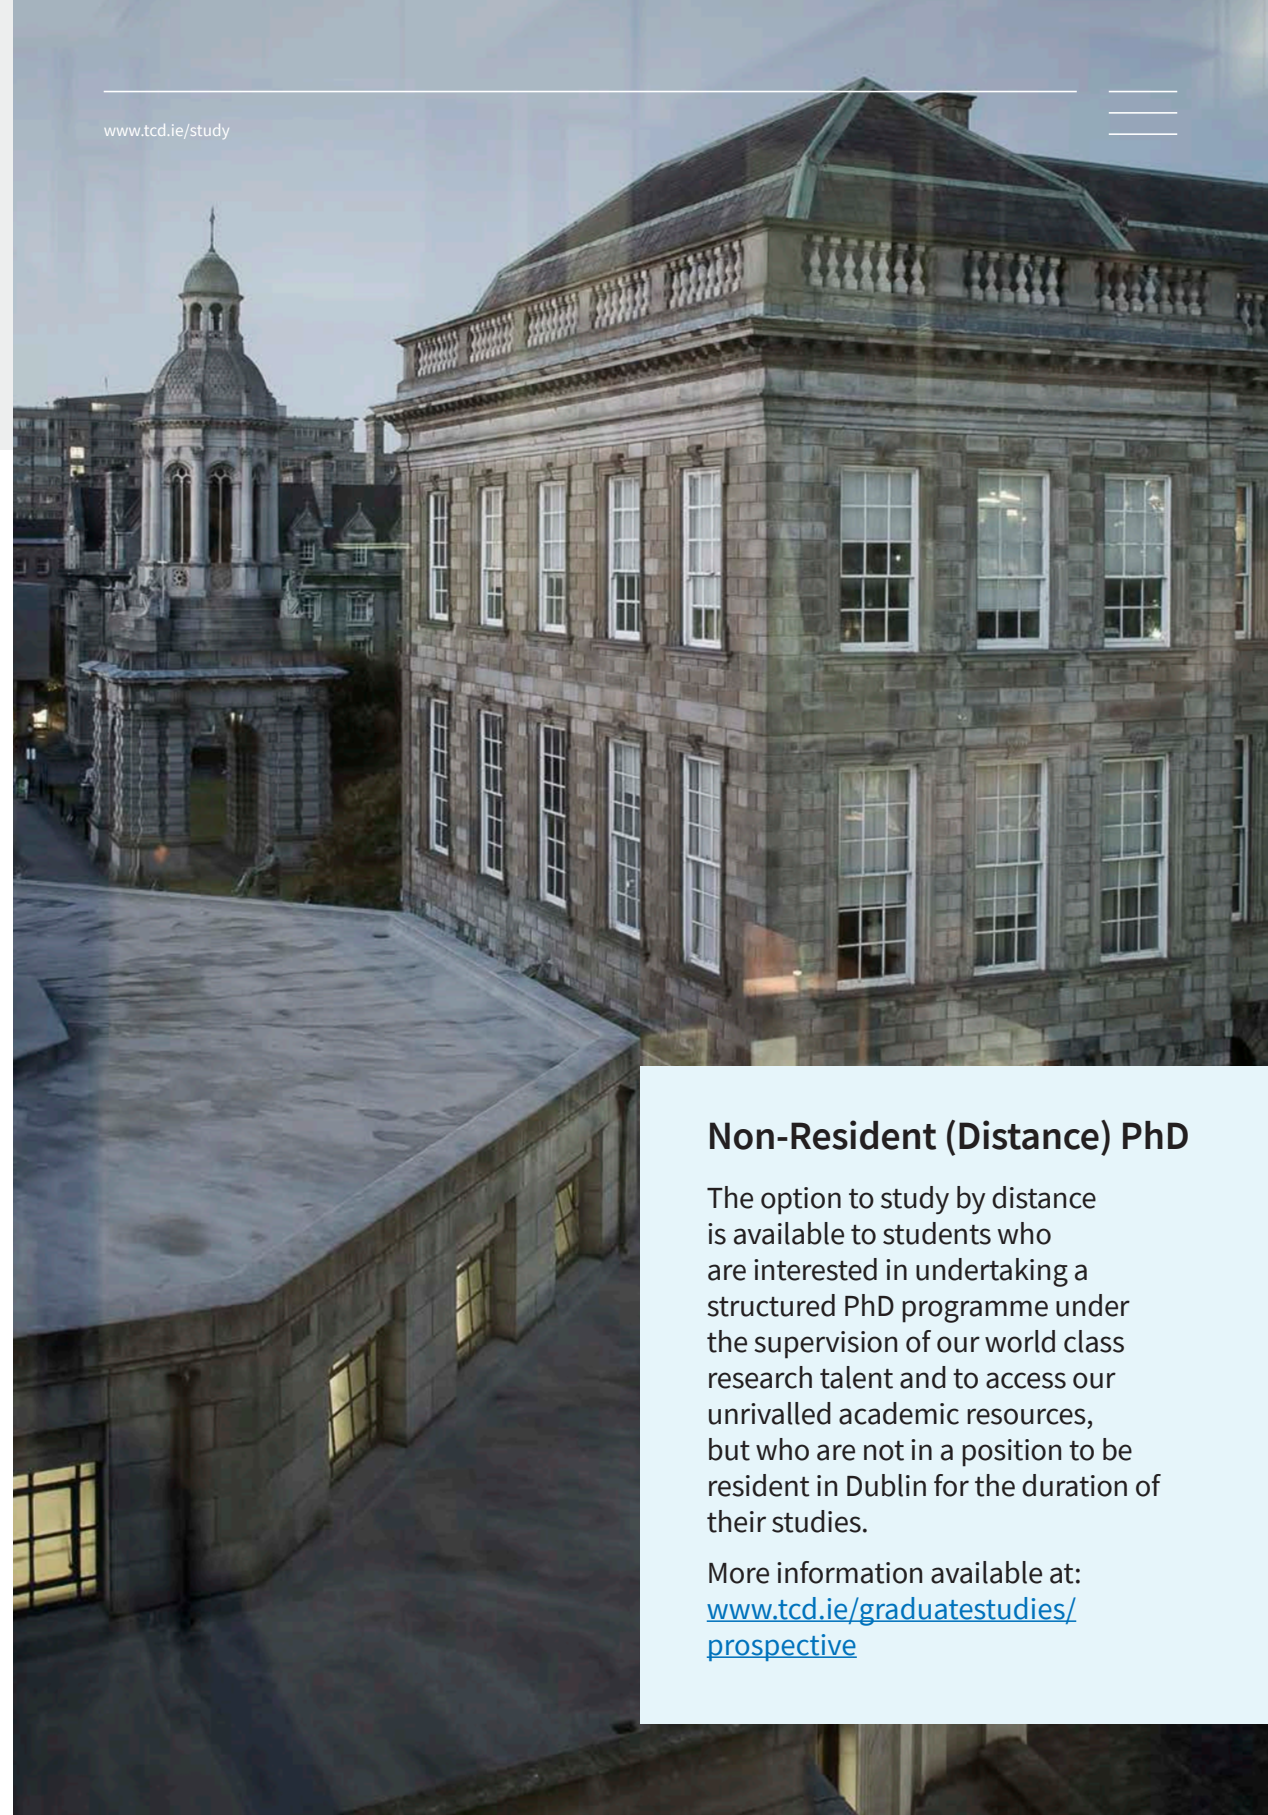 www.tcd.ie/study
Non-Resident (Distance) PhD
The option to study by distance
is available to students who
are interested in undertaking a
structured PhD programme under
the supervision of our world class
research talent and to access our
unrivalled academic resources,
but who are not in a position to be
resident in Dublin for the duration of
their studies.
More information available at:
www.tcd.ie/graduatestudies/
prospective